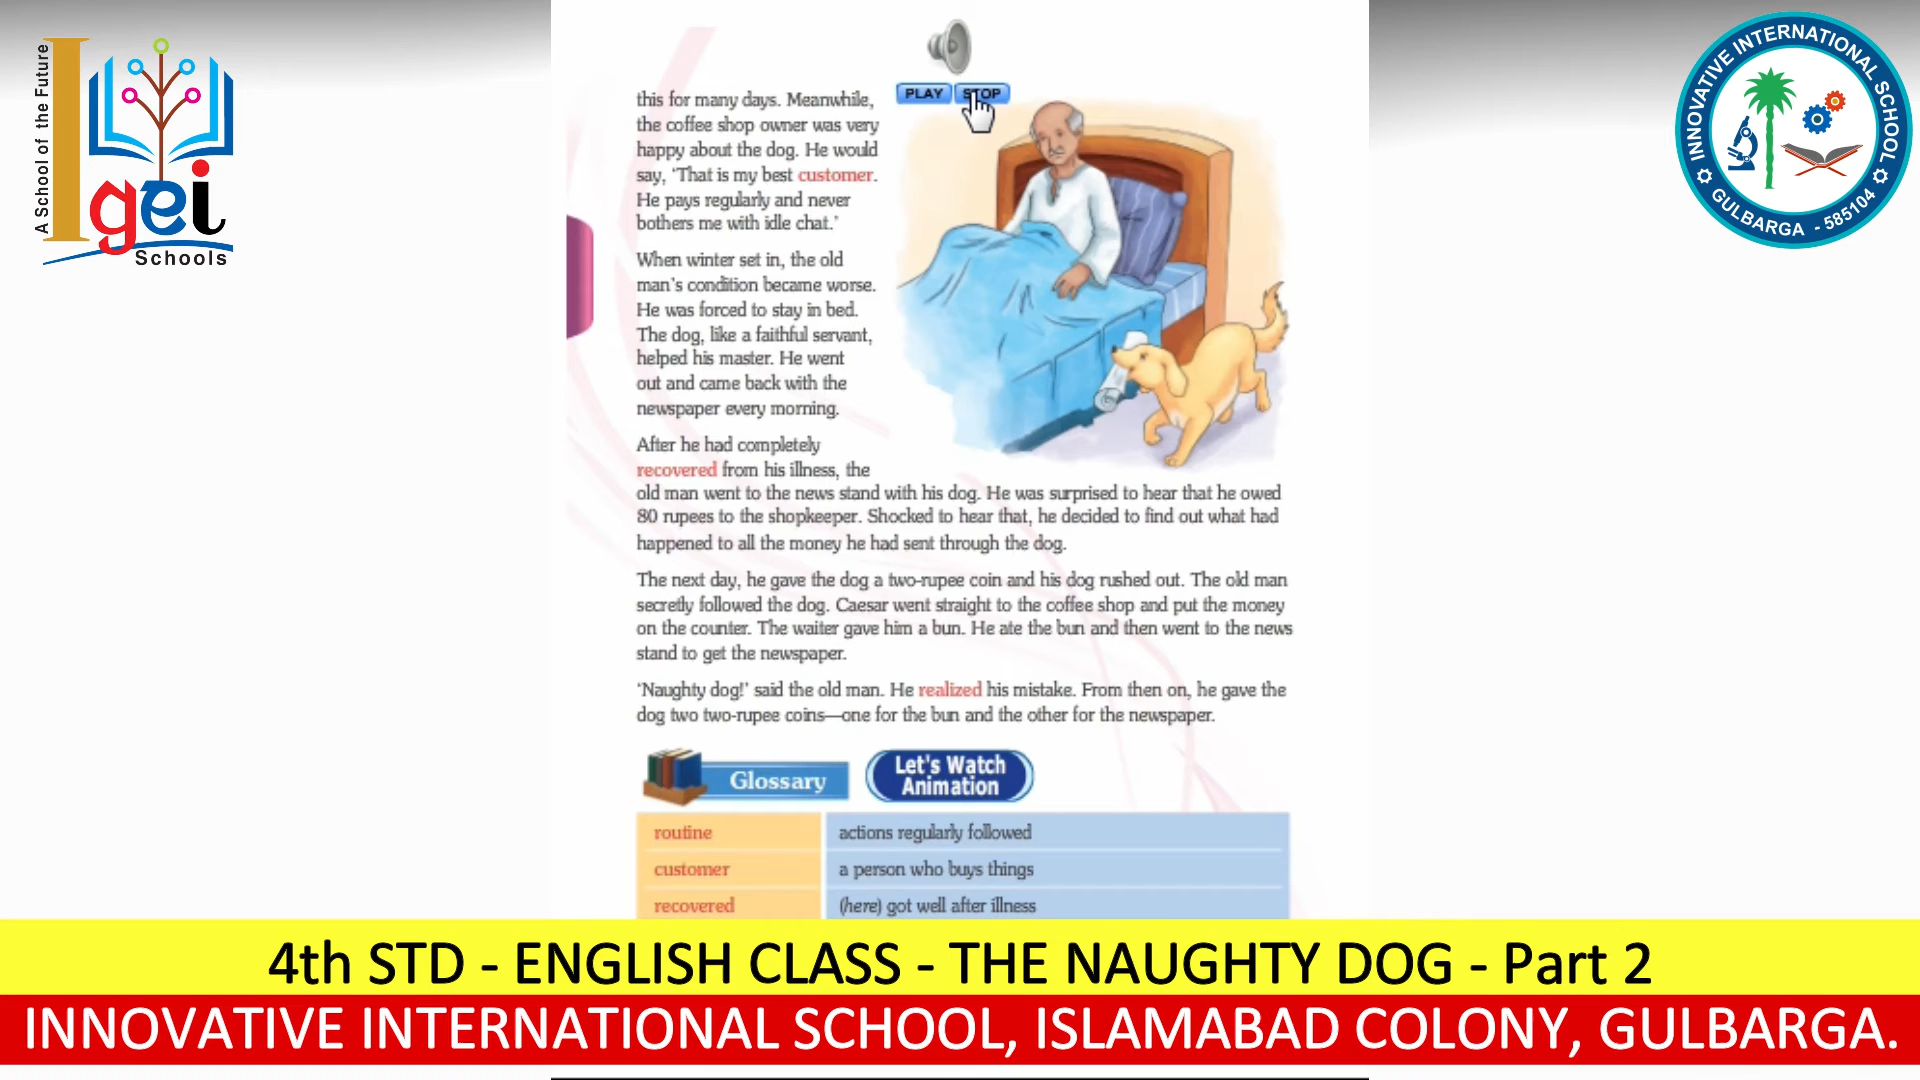 A School of the Future
Igei
Schools
INNOVATIVE INTERNATIONAL SCHOOL
GULBARGA - 585104
PLAY STOP
this for many days. Meanwhile,
the coffee shop owner was very
happy about the dog. He would
say, ‘That is my best customer.
He pays regularly and never
bothers me with idle chat.’
When winter set in, the old
man’s condition became worse.
He was forced to stay in bed.
The dog, like a faithful servant,
helped his master. He went
out and came back with the
newspaper every morning.
After he had completely
recovered from his illness, the
old man went to the news stand with his dog. He was surprised to hear that he owed
80 rupees to the shopkeeper. Shocked to hear that, he decided to find out what had
happened to all the money he had sent through the dog.
The next day, he gave the dog a two-rupee coin and his dog rushed out. The old man
secretly followed the dog. Caesar went straight to the coffee shop and put the money
on the counter. The waiter gave him a bun. He ate the bun and then went to the news
stand to get the newspaper.
‘Naughty dog!’ said the old man. He realized his mistake. From then on, he gave the
dog two two-rupee coins—one for the bun and the other for the newspaper.
Glossary
Let's Watch
Animation
routine actions regularly followed
customer a person who buys things
recovered (here) got well after illness
4th STD - ENGLISH CLASS - THE NAUGHTY DOG - Part 2
INNOVATIVE INTERNATIONAL SCHOOL, ISLAMABAD COLONY, GULBARGA.